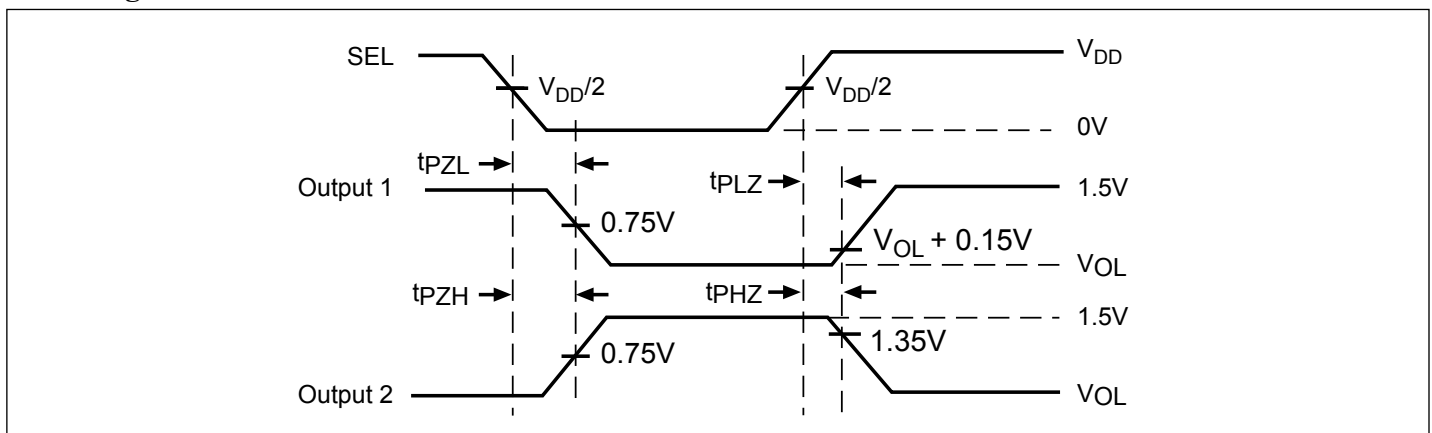 SEL
VDD/2
VDD/2
VDD
0V
tPZL
tPLZ
Output 1
1.5V
0.75V
VOL + 0.15V
VOL
tPZH
tPHZ
1.5V
0.75V
1.35V
Output 2
VOL